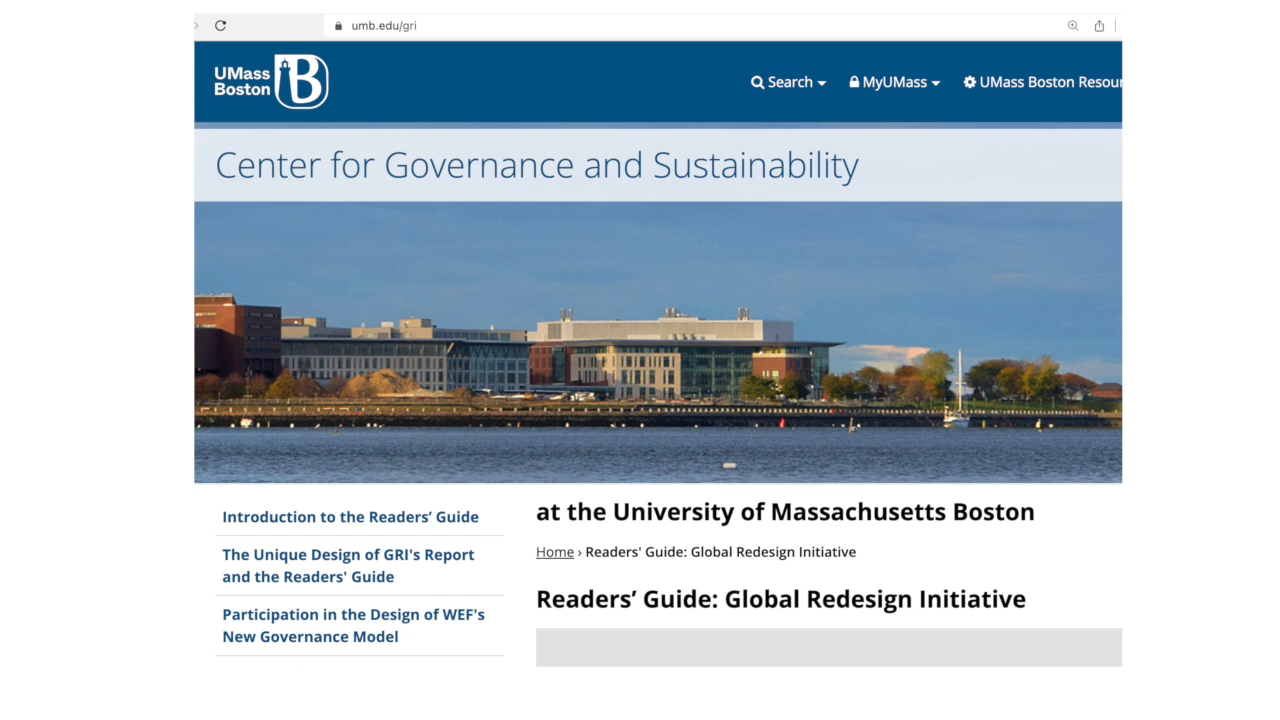 umb.edu/gri
UMass
Boston
B
Search
MyUMass
UMass Boston Resour
Center for Governance and Sustainability
Introduction to the Readers’ Guide
The Unique Design of GRI's Report
and the Readers' Guide
Participation in the Design of WEF's
New Governance Model
at the University of Massachusetts Boston
Home › Readers' Guide: Global Redesign Initiative
Readers’ Guide: Global Redesign Initiative